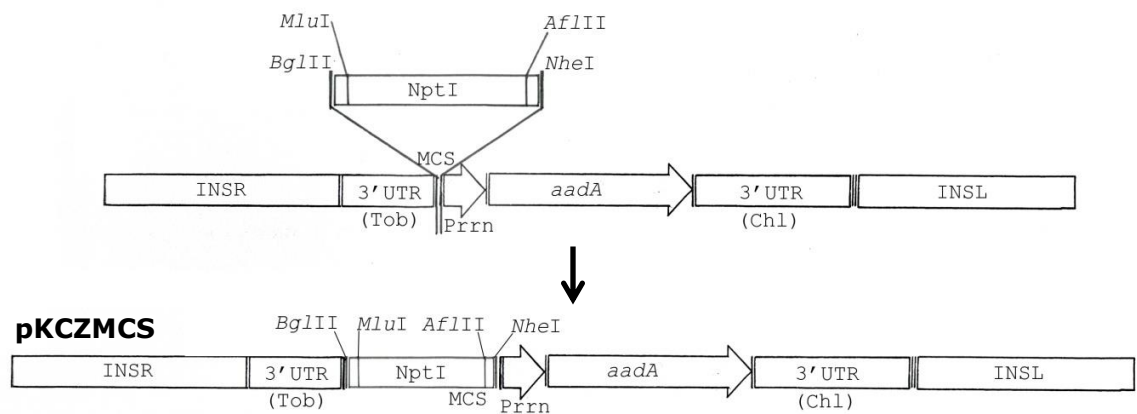 MluI AflII
BglII NheI
NptI
MCS
INSR 3'UTR aadA 3'UTR INSL
(Tob) Prrn (Chl)
pKCZMCS
BglII MluI AflII NheI
INSR 3'UTR NptI aadA 3'UTR INSL
(Tob) MCS Prrn (Chl)